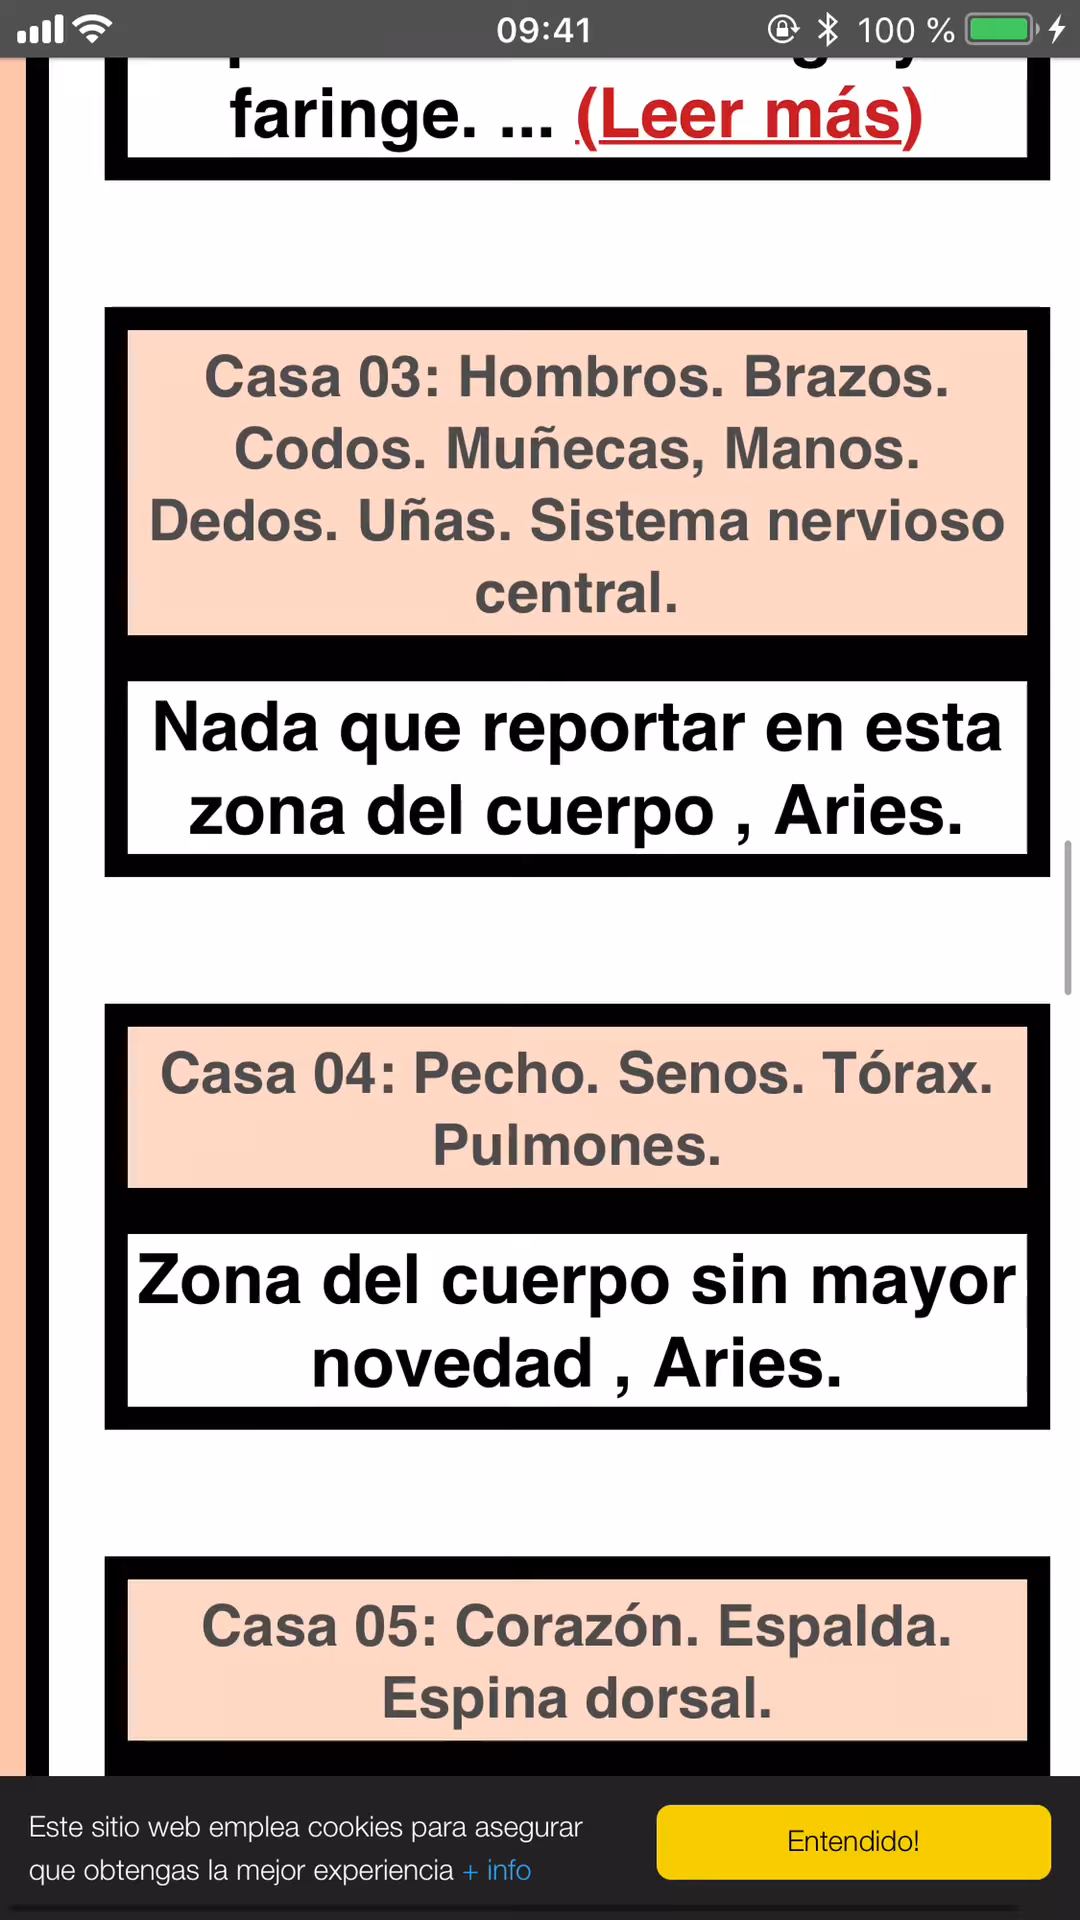 09:41
100 %
faringe. ... (Leer más)
Casa 03: Hombros. Brazos.
Codos. Muñecas, Manos.
Dedos. Uñas. Sistema nervioso
central.
Nada que reportar en esta
zona del cuerpo , Aries.
Casa 04: Pecho. Senos. Tórax.
Pulmones.
Zona del cuerpo sin mayor
novedad , Aries.
Casa 05: Corazón. Espalda.
Espina dorsal.
Este sitio web emplea cookies para asegurar
que obtengas la mejor experiencia + info
Entendido!